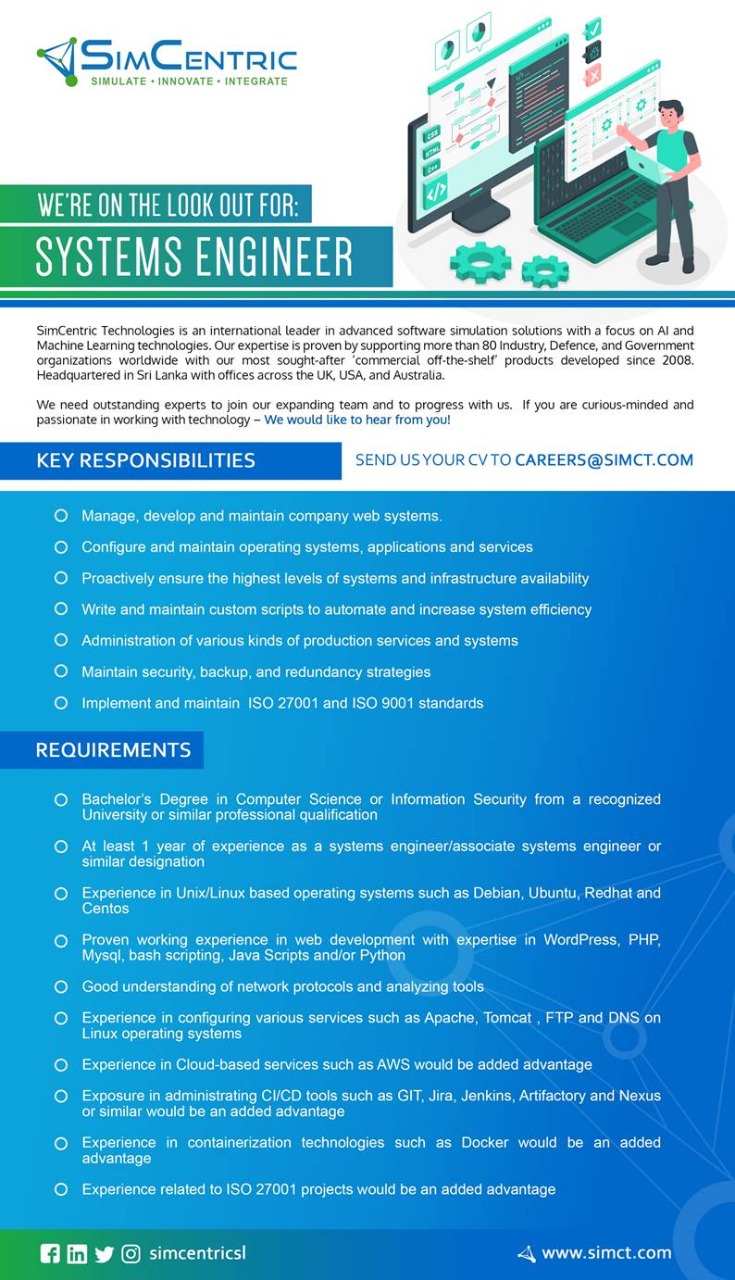 SIMCENTRIC
SIMULATE • INNOVATE • INTEGRATE
CSS
HTML
C++
</>
WE'RE ON THE LOOK OUT FOR:
SYSTEMS ENGINEER
SimCentric Technologies is an international leader in advanced software simulation solutions with a focus on AI and
Machine Learning technologies. Our expertise is proven by supporting more than 80 Industry, Defence, and Government
organizations worldwide with our most sought-after 'commercial off-the-shelf' products developed since 2008.
Headquartered in Sri Lanka with offices across the UK, USA, and Australia.
We need outstanding experts to join our expanding team and to progress with us. If you are curious-minded and
passionate in working with technology – We would like to hear from you!
KEY RESPONSIBILITIES
SEND US YOUR CV TO CAREERS@SIMCT.COM
Manage, develop and maintain company web systems.
Configure and maintain operating systems, applications and services
Proactively ensure the highest levels of systems and infrastructure availability
Write and maintain custom scripts to automate and increase system efficiency
Administration of various kinds of production services and systems
Maintain security, backup, and redundancy strategies
Implement and maintain ISO 27001 and ISO 9001 standards
REQUIREMENTS
Bachelor's Degree in Computer Science or Information Security from a recognized
University or similar professional qualification
At least 1 year of experience as a systems engineer/associate systems engineer or
similar designation
Experience in Unix/Linux based operating systems such as Debian, Ubuntu, Redhat and
Centos
Proven working experience in web development with expertise in WordPress, PHP,
Mysql, bash scripting, Java Scripts and/or Python
Good understanding of network protocols and analyzing tools
Experience in configuring various services such as Apache, Tomcat , FTP and DNS on
Linux operating systems
Experience in Cloud-based services such as AWS would be added advantage
Exposure in administrating CI/CD tools such as GIT, Jira, Jenkins, Artifactory and Nexus
or similar would be an added advantage
Experience in containerization technologies such as Docker would be an added
advantage
Experience related to ISO 27001 projects would be an added advantage
simcentricsl
www.simct.com